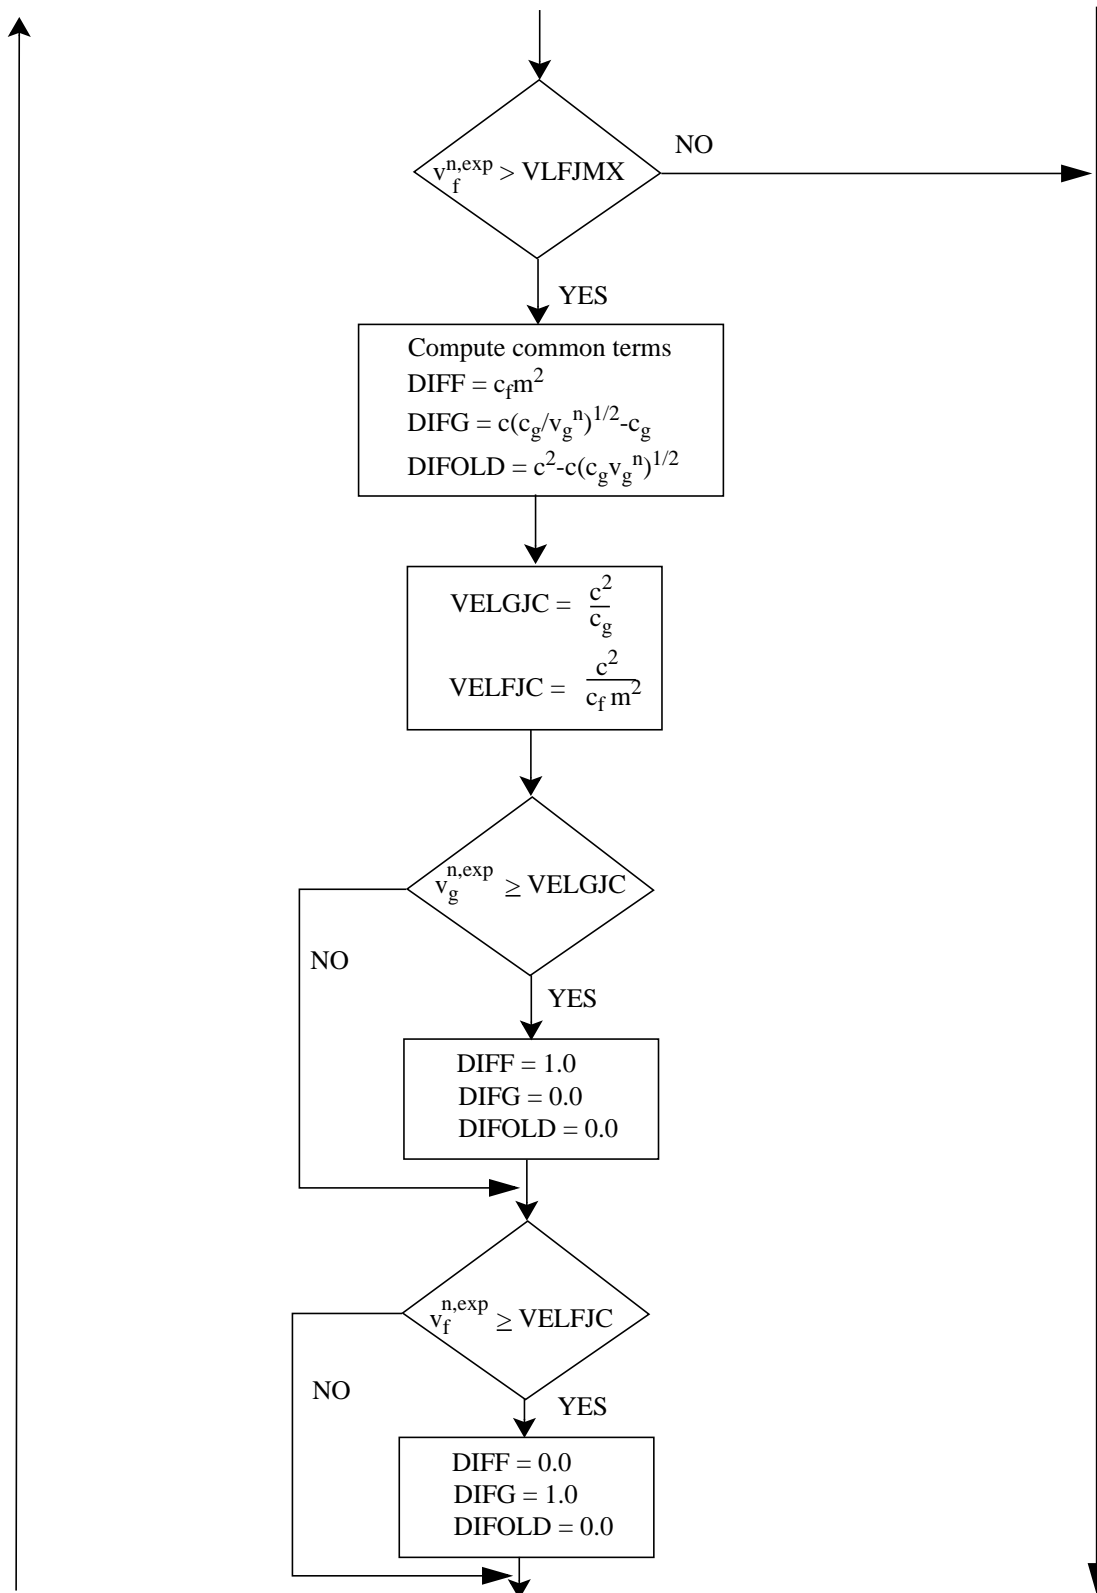 v_f^{n,exp} > VLFJMX
NO
YES
Compute common terms
DIFF = c_f m^2
DIFG = c(c_g/v_g^n)^{1/2}-c_g
DIFOLD = c^2-c(c_g v_g^n)^{1/2}
VELGJC = \frac{c^2}{c_g}
VELFJC = \frac{c^2}{c_f m^2}
v_g^{n,exp} ≥ VELGJC
NO
YES
DIFF = 1.0
DIFG = 0.0
DIFOLD = 0.0
v_f^{n,exp} ≥ VELFJC
NO
YES
DIFF = 0.0
DIFG = 1.0
DIFOLD = 0.0